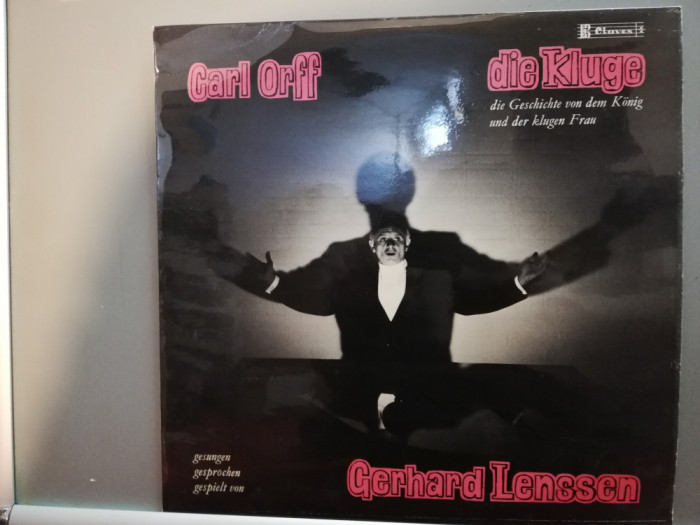 Claves
Carl Orff
die Kluge
die Geschichte von dem König
und der klugen Frau
gesungen
gesprochen
gespielt von
Gerhard Lenssen